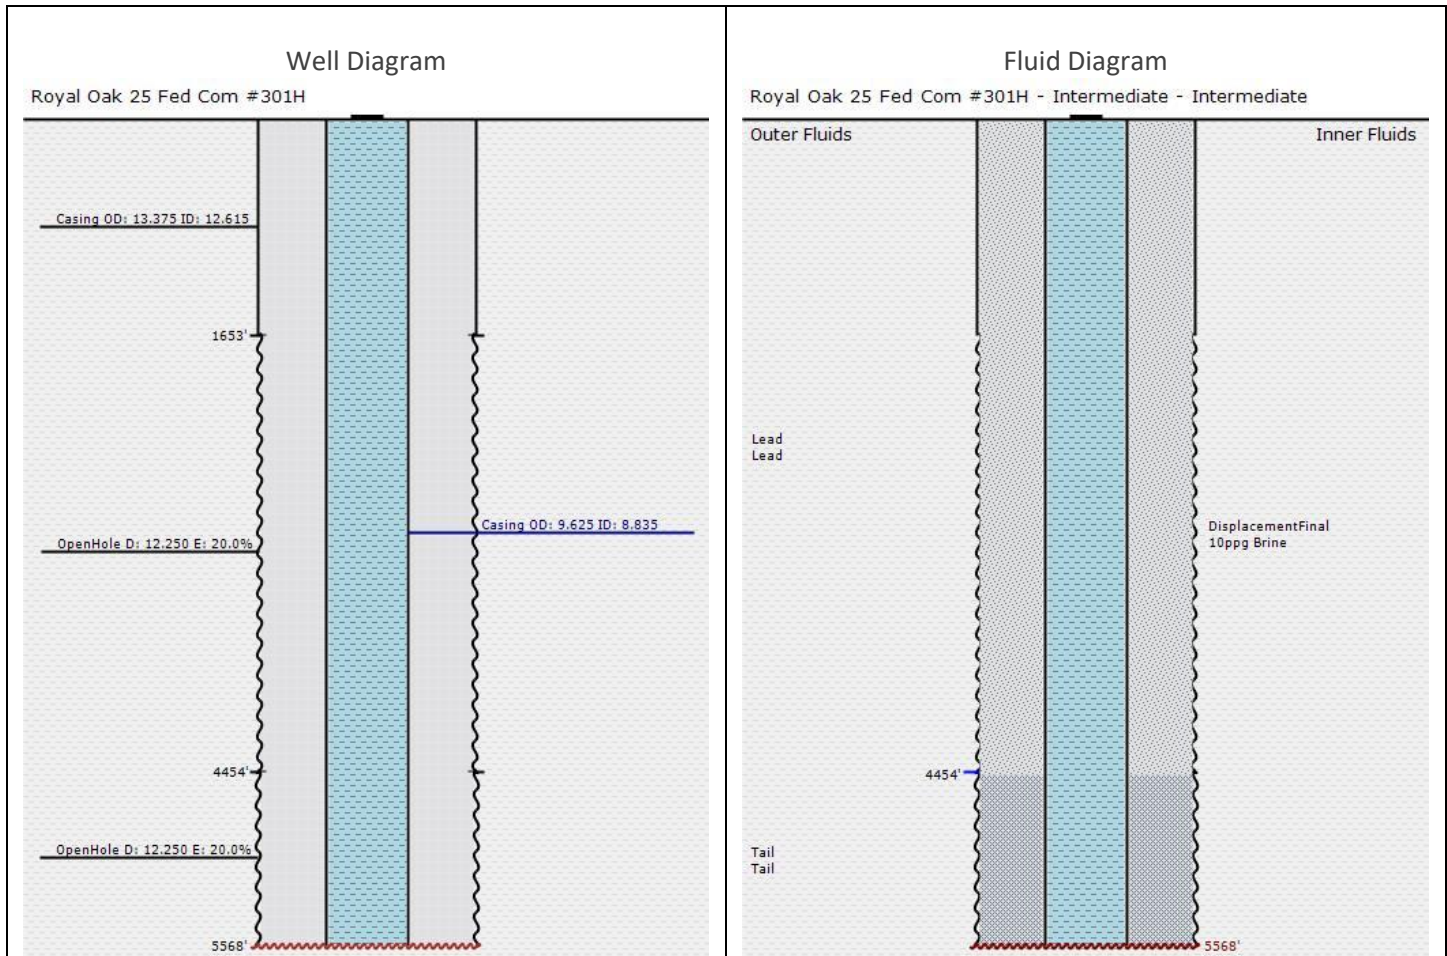 Well Diagram
Royal Oak 25 Fed Com #301H
Casing OD: 13.375 ID: 12.615
1653'
Casing OD: 9.625 ID: 8.835
OpenHole D: 12.250 E: 20.0%
4454'
OpenHole D: 12.250 E: 20.0%
5568'
Fluid Diagram
Royal Oak 25 Fed Com #301H - Intermediate - Intermediate
Outer Fluids
Inner Fluids
Lead
Lead
DisplacementFinal
10ppg Brine
4454'
Tail
Tail
5568'